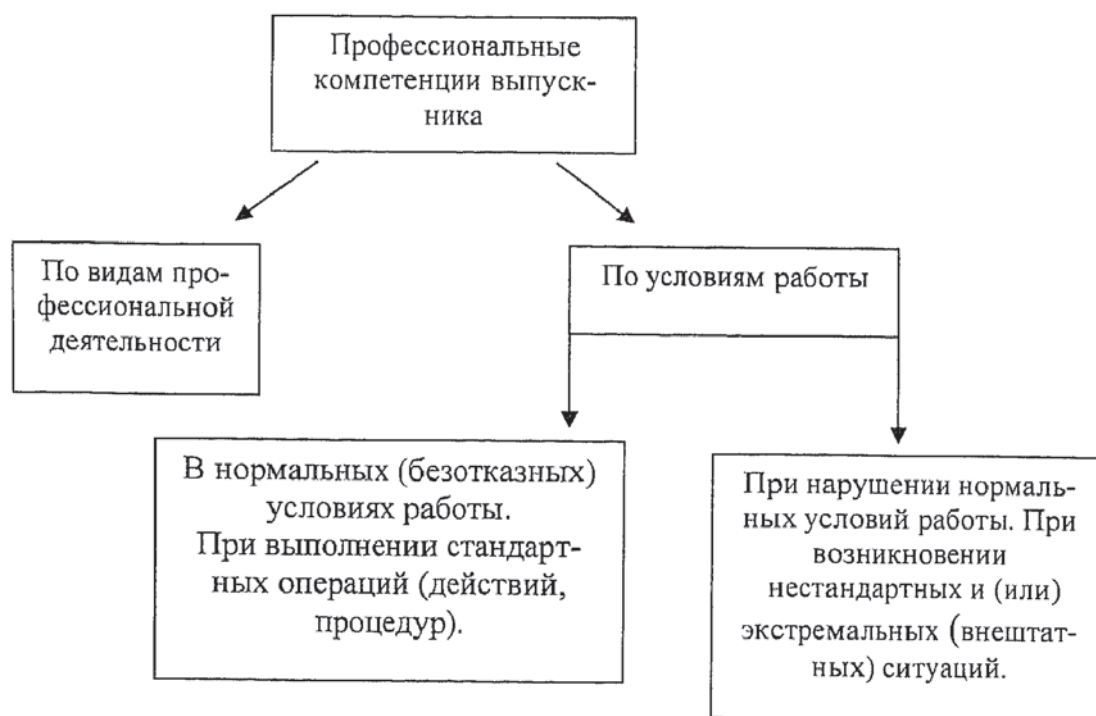 Профессиональные
компетенции выпуск-
ника
По видам про-
фессиональной
деятельности
По условиям работы
В нормальных (безотказных)
условиях работы.
При выполнении стандарт-
ных операций (действий,
процедур).
При нарушении нормаль-
ных условий работы. При
возникновении
нестандартных и (или)
экстремальных (внештат-
ных) ситуаций.